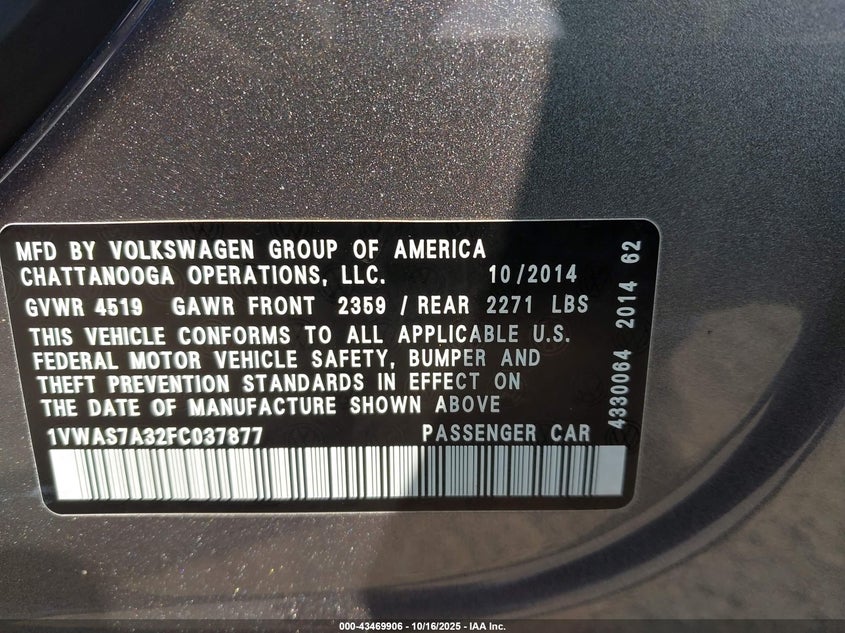 MFD BY VOLKSWAGEN GROUP OF AMERICA
CHATTANOOGA OPERATIONS, LLC. 10/2014
GVWR 4519 GAWR FRONT 2359 / REAR 2271 LBS
THIS VEHICLE CONFORMS TO ALL APPLICABLE U.S.
FEDERAL MOTOR VEHICLE SAFETY, BUMPER AND
THEFT PREVENTION STANDARDS IN EFFECT ON
THE DATE OF MANUFACTURE SHOWN ABOVE
1VWAS7A32FC037877 PASSENGER CAR
4330064 2014 62
000-43469906 - 10/16/2025 - IAA Inc.